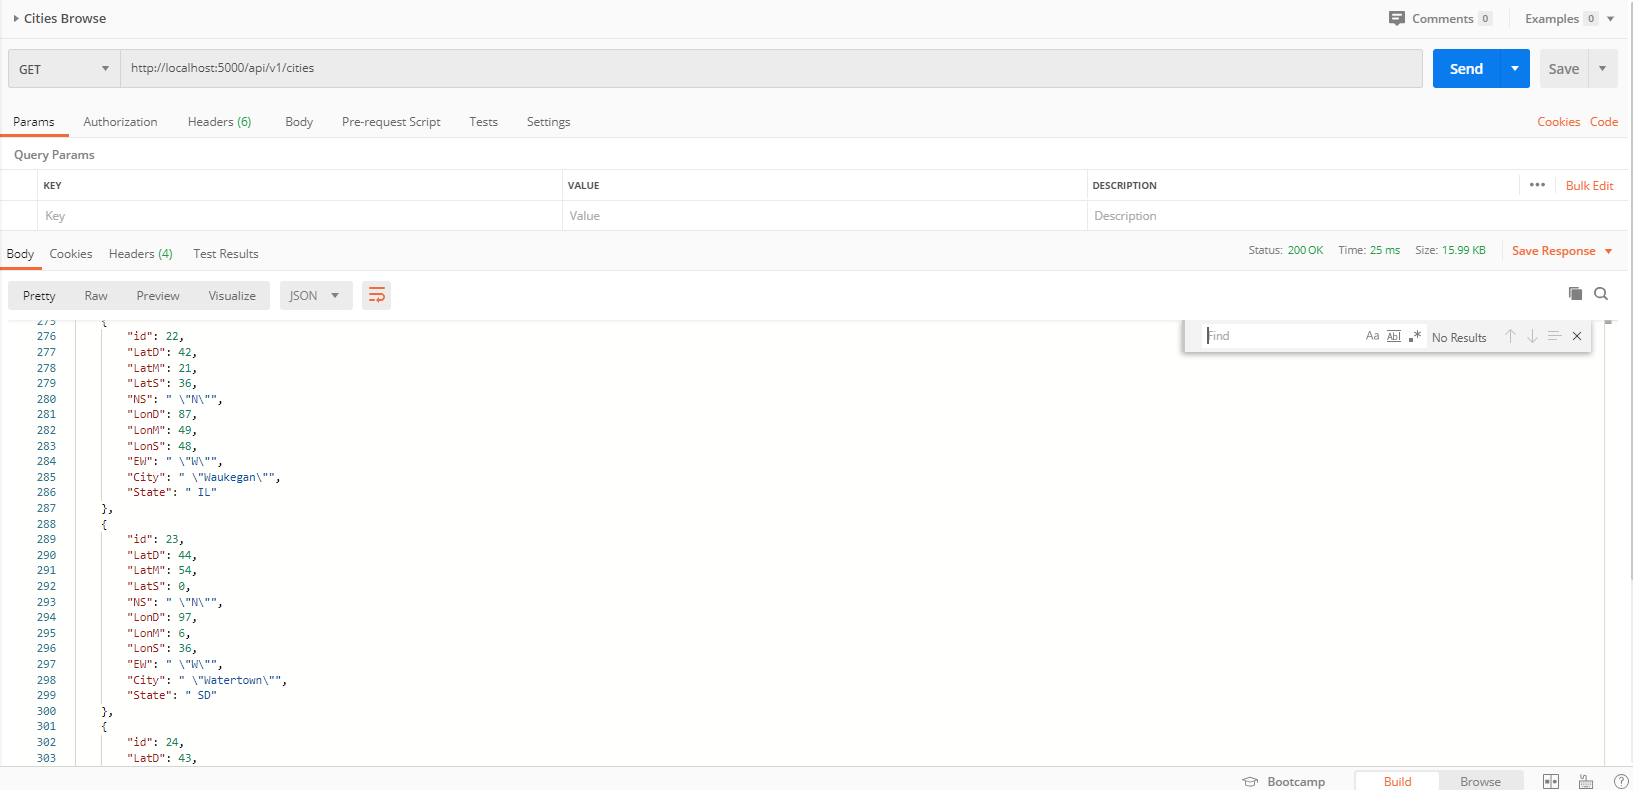 Cities Browse
Comments 0 Examples 0
GET http://localhost:5000/api/v1/cities Send Save
Params Authorization Headers (6) Body Pre-request Script Tests Settings Cookies Code
Query Params
KEY VALUE DESCRIPTION ••• Bulk Edit
Key Value Description
Body Cookies Headers (4) Test Results Status: 200 OK Time: 25 ms Size: 15.99 KB Save Response
Pretty Raw Preview Visualize JSON
Find Aa Abl .* No Results
275 {
276 "id": 22,
277 "LatD": 42,
278 "LatM": 21,
279 "LatS": 36,
280 "NS": " \"N\"",
281 "LonD": 87,
282 "LonM": 49,
283 "LonS": 48,
284 "EW": " \"W\"",
285 "City": " \"Waukegan\"",
286 "State": " IL"
287 },
288 {
289 "id": 23,
290 "LatD": 44,
291 "LatM": 54,
292 "LatS": 0,
293 "NS": " \"N\"",
294 "LonD": 97,
295 "LonM": 6,
296 "LonS": 36,
297 "EW": " \"W\"",
298 "City": " \"Watertown\"",
299 "State": " SD"
300 },
301 {
302 "id": 24,
303 "LatD": 43,
Bootcamp Build Browse